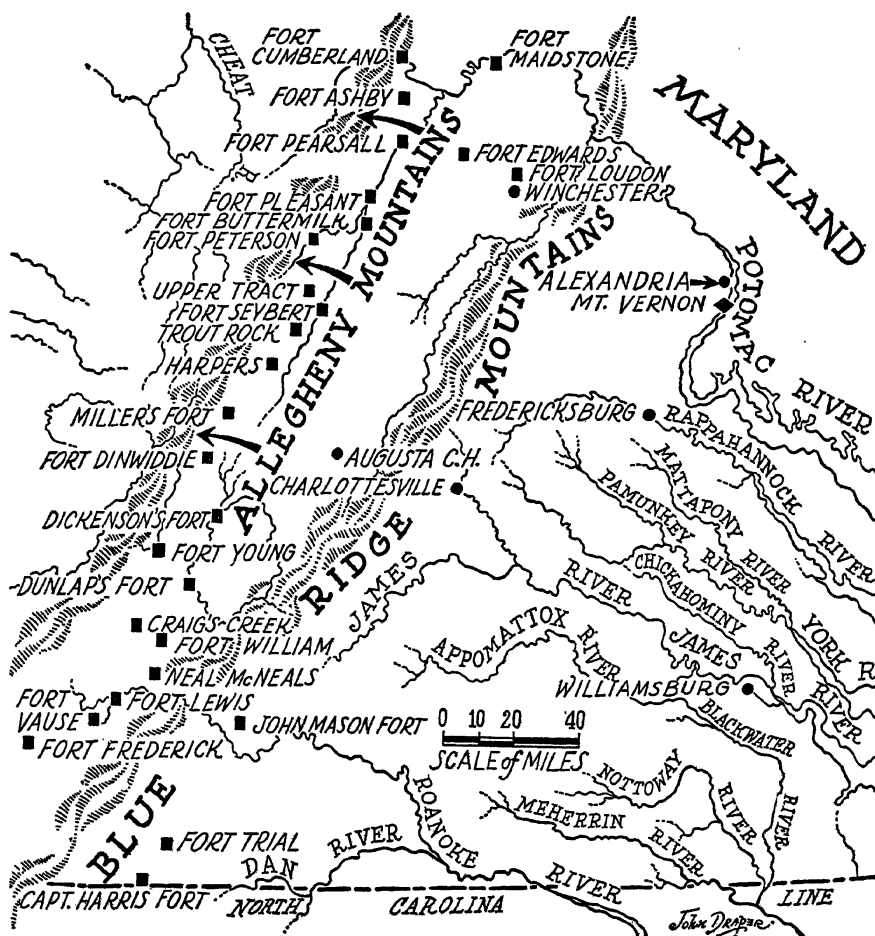 FORT
CUMBERLAND
FORT
MAIDSTONE
CHEAT
FORT ASHBY
MARYLAND
FORT PEARSALL
FORT EDWARDS
FORT LOUDON
WINCHESTER
FORT PLEASANT
FORT BUTTERMILK
FORT PETERSON
ALLEGHENY MOUNTAINS
UPPER TRACT
FORT SEYBERT
TROUT ROCK
HARPERS
ALEXANDRIA
MT. VERNON
POTOMAC RIVER
MILLER'S FORT
FORT DINWIDDIE
FREDERICKSBURG
RAPPAHANNOCK RIVER
AUGUSTA C.H.
CHARLOTTESVILLE
MATTAPONY RIVER
PAMUNKEY RIVER
DICKENSON'S FORT
FORT YOUNG
DUNLAPS FORT
BLUE RIDGE MOUNTAINS
JAMES RIVER
CHICKAHOMINY RIVER
CRAIG'S CREEK
FORT WILLIAM
NEAL McNEALS
APPOMATTOX RIVER
JAMES RIVER
YORK R
WILLIAMSBURG
FORT
VAUSE
FORT LEWIS
JOHN MASON FORT
FORT FREDERICK
BLACKWATER RIVER
0 10 20 40
SCALE of MILES
NOTTOWAY RIVER
MEHERRIN RIVER
ROANOKE RIVER
FORT TRIAL
DAN RIVER
CAPT. HARRIS FORT
NORTH CAROLINA LINE
JOHN DRAPER